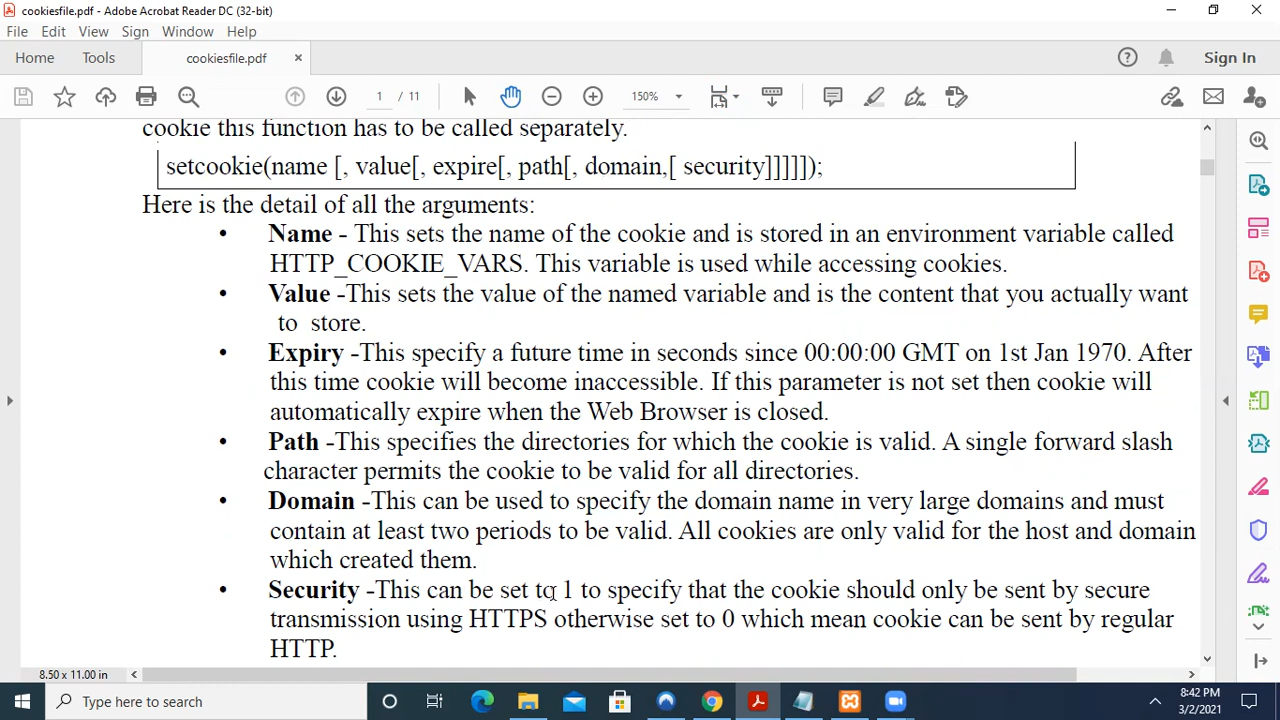 cookiesfile.pdf - Adobe Acrobat Reader DC (32-bit)
File Edit View Sign Window Help
Home Tools cookiesfile.pdf × Sign In
1 / 11 150%
cookie this function has to be called separately.
setcookie(name [, value[, expire[, path[, domain,[ security]]]]]);
Here is the detail of all the arguments:
• Name - This sets the name of the cookie and is stored in an environment variable called
HTTP_COOKIE_VARS. This variable is used while accessing cookies.
• Value -This sets the value of the named variable and is the content that you actually want
to store.
• Expiry -This specify a future time in seconds since 00:00:00 GMT on 1st Jan 1970. After
this time cookie will become inaccessible. If this parameter is not set then cookie will
automatically expire when the Web Browser is closed.
• Path -This specifies the directories for which the cookie is valid. A single forward slash
character permits the cookie to be valid for all directories.
• Domain -This can be used to specify the domain name in very large domains and must
contain at least two periods to be valid. All cookies are only valid for the host and domain
which created them.
• Security -This can be set to 1 to specify that the cookie should only be sent by secure
transmission using HTTPS otherwise set to 0 which mean cookie can be sent by regular
HTTP.
8.50 x 11.00 in
Type here to search
8:42 PM
3/2/2021